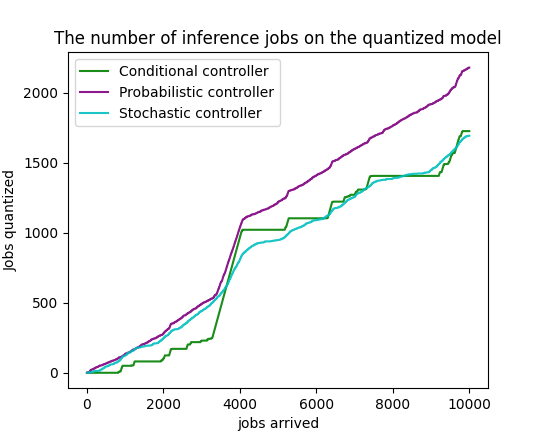 The number of inference jobs on the quantized model
Conditional controller
Probabilistic controller
Stochastic controller
Jobs quantized
2000
1500
1000
500
0
0 2000 4000 6000 8000 10000
jobs arrived